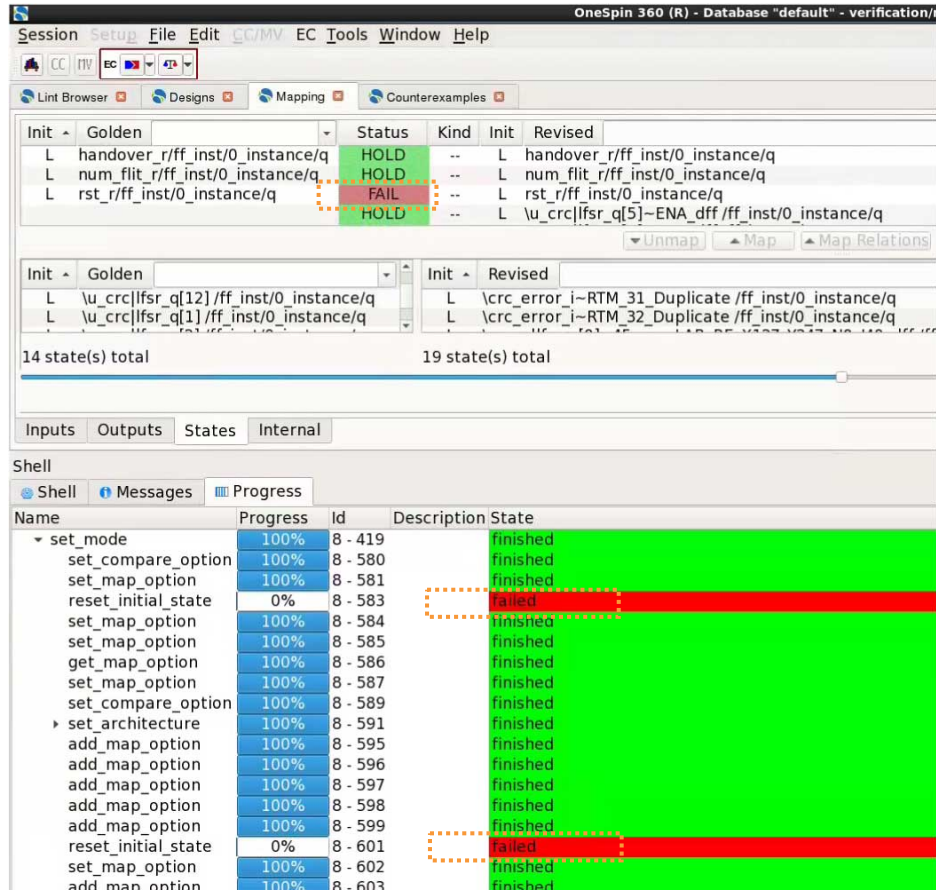 OneSpin 360 (R) - Database "default" - verification/
Session Setup File Edit CC/MV EC Tools Window Help
CC MV EC
Lint Browser Designs Mapping Counterexamples
Init Golden Status Kind Init Revised
L handover_r/ff_inst/0_instance/q HOLD -- L handover_r/ff_inst/0_instance/q
L num_flit_r/ff_inst/0_instance/q HOLD -- L num_flit_r/ff_inst/0_instance/q
L rst_r/ff_inst/0_instance/q FAIL -- L rst_r/ff_inst/0_instance/q
HOLD -- L \u_crc|lfsr_q[5]~ENA_dff /ff_inst/0_instance/q
Unmap Map Map Relations
Init Golden Init Revised
L \u_crc|lfsr_q[12] /ff_inst/0_instance/q L \crc_error_i~RTM_31_Duplicate /ff_inst/0_instance/q
L \u_crc|lfsr_q[1] /ff_inst/0_instance/q L \crc_error_i~RTM_32_Duplicate /ff_inst/0_instance/q
14 state(s) total 19 state(s) total
Inputs Outputs States Internal
Shell
Shell Messages Progress
Name Progress Id Description State
set_mode 100% 8 - 419 finished
set_compare_option 100% 8 - 580 finished
set_map_option 100% 8 - 581 finished
reset_initial_state 0% 8 - 583 failed
set_map_option 100% 8 - 584 finished
set_map_option 100% 8 - 585 finished
get_map_option 100% 8 - 586 finished
set_map_option 100% 8 - 587 finished
set_compare_option 100% 8 - 589 finished
set_architecture 100% 8 - 591 finished
add_map_option 100% 8 - 595 finished
add_map_option 100% 8 - 596 finished
add_map_option 100% 8 - 597 finished
add_map_option 100% 8 - 598 finished
add_map_option 100% 8 - 599 finished
reset_initial_state 0% 8 - 601 failed
set_map_option 100% 8 - 602 finished
add_map_option 100% 8 - 603 finished